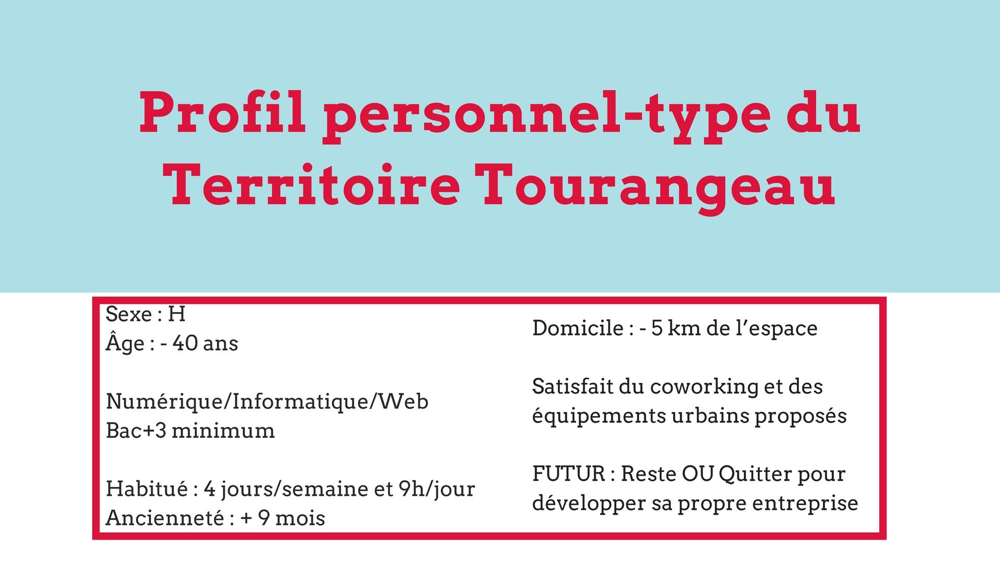 Profil personnel-type du
Territoire Tourangeau
Sexe : H
Âge : - 40 ans
Numérique/Informatique/Web
Bac+3 minimum
Habitué : 4 jours/semaine et 9h/jour
Ancienneté : + 9 mois
Domicile : - 5 km de l’espace
Satisfait du coworking et des
équipements urbains proposés
FUTUR : Reste OU Quitter pour
développer sa propre entreprise